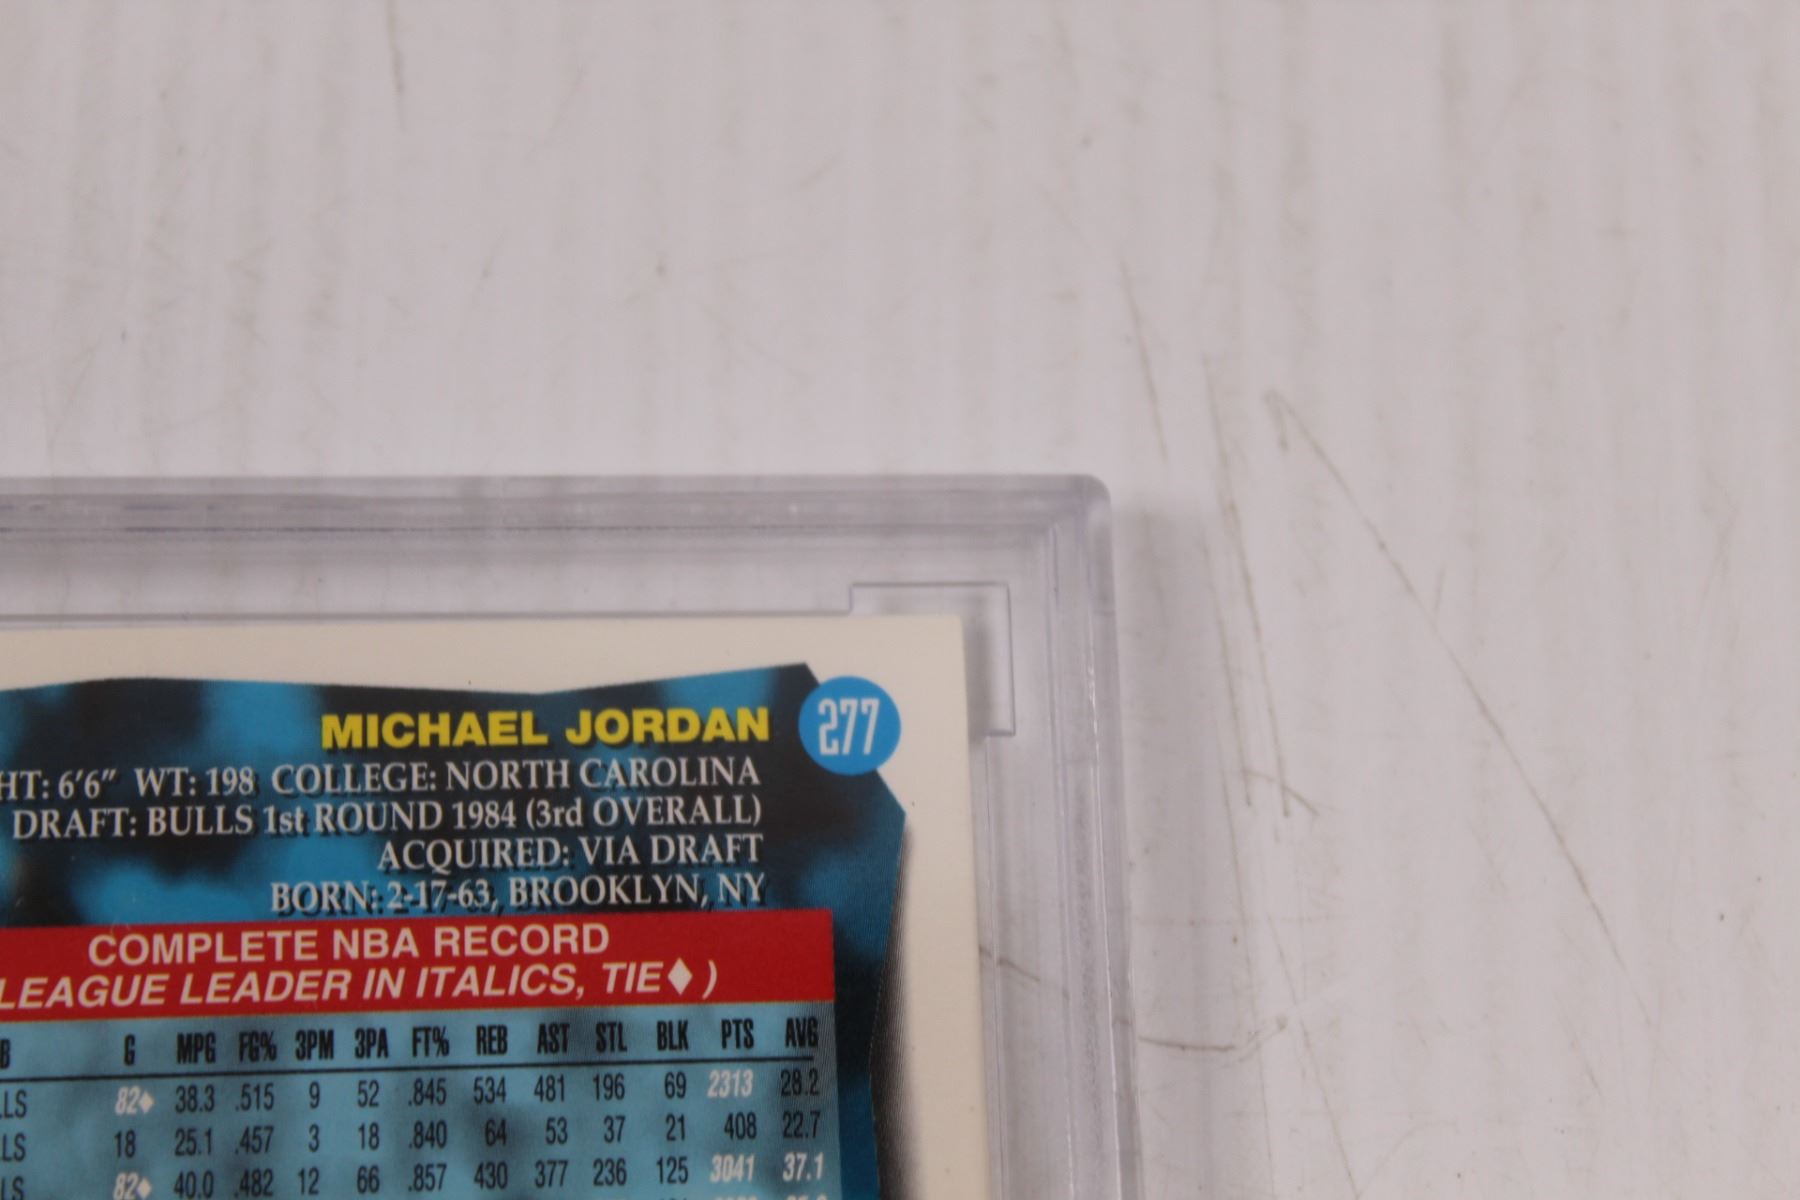 MICHAEL JORDAN 277
HT: 6'6" WT: 198 COLLEGE: NORTH CAROLINA
DRAFT: BULLS 1st ROUND 1984 (3rd OVERALL)
ACQUIRED: VIA DRAFT
BORN: 2-17-63, BROOKLYN, NY
COMPLETE NBA RECORD
LEAGUE LEADER IN ITALICS, TIE♦)
B G MPG FG% 3PM 3PA FT% REB AST STL BLK PTS AVG
LLS 82♦ 38.3 .515 9 52 .845 534 481 196 69 2313 28.2
LLS 18 25.1 .457 3 18 .840 64 53 37 21 408 22.7
LLS 82♦ 40.0 .482 12 66 .857 430 377 236 125 3041 37.1